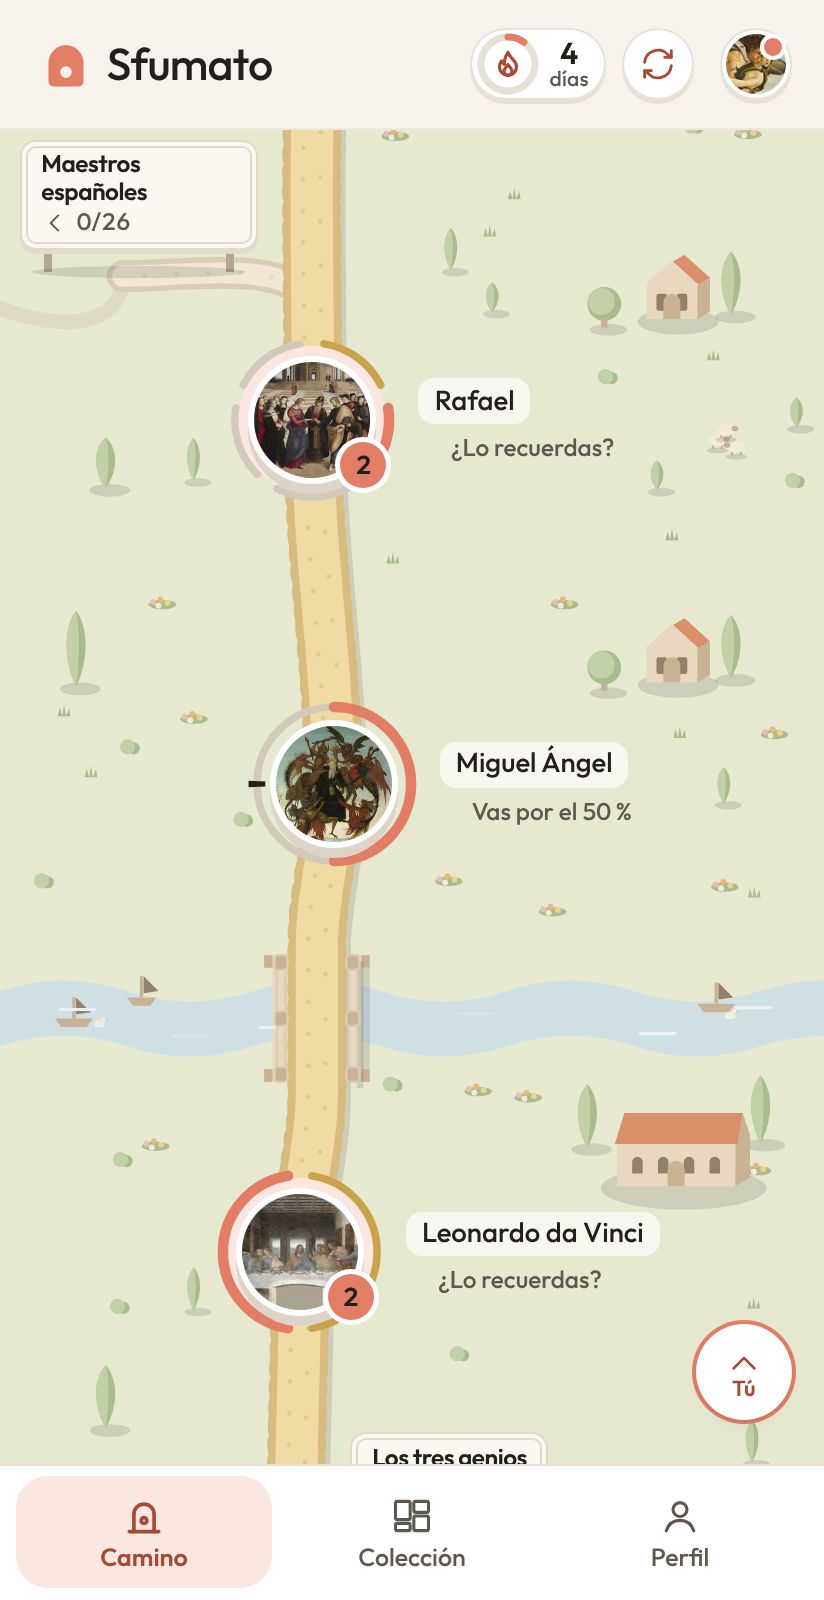 Sfumato
4
días
Maestros
españoles
0/26
Rafael
¿Lo recuerdas?
2
Miguel Ángel
Vas por el 50 %
Leonardo da Vinci
¿Lo recuerdas?
2
Tú
Los tres genios
Camino
Colección
Perfil